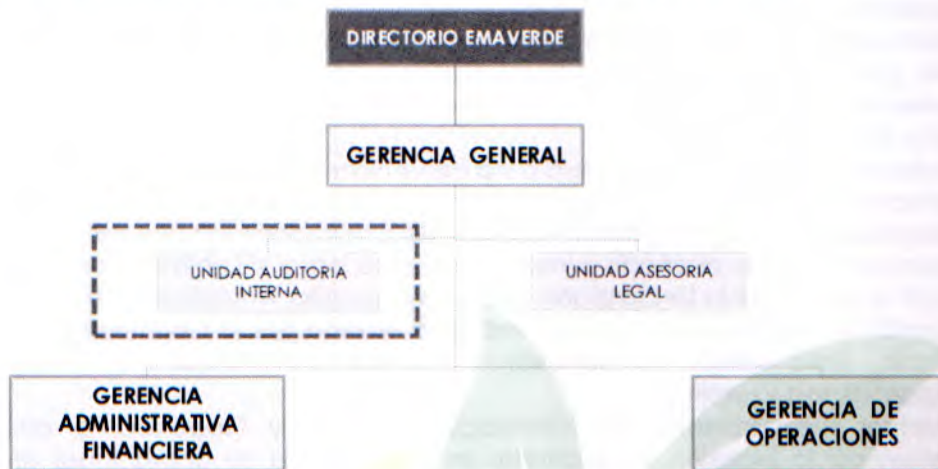 DIRECTORIO EMAVERDE
GERENCIA GENERAL
UNIDAD AUDITORIA
INTERNA
UNIDAD ASESORIA
LEGAL
GERENCIA
ADMINISTRATIVA
FINANCIERA
GERENCIA DE
OPERACIONES